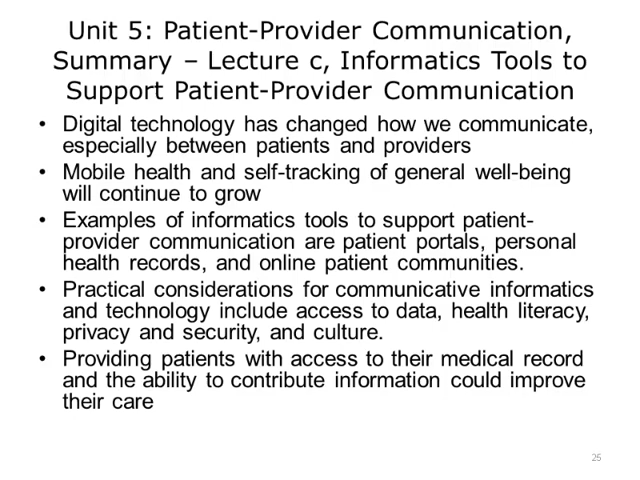 Unit 5: Patient-Provider Communication,
Summary – Lecture c, Informatics Tools to
Support Patient-Provider Communication
• Digital technology has changed how we communicate,
especially between patients and providers
• Mobile health and self-tracking of general well-being
will continue to grow
• Examples of informatics tools to support patient-
provider communication are patient portals, personal
health records, and online patient communities.
• Practical considerations for communicative informatics
and technology include access to data, health literacy,
privacy and security, and culture.
• Providing patients with access to their medical record
and the ability to contribute information could improve
their care
25